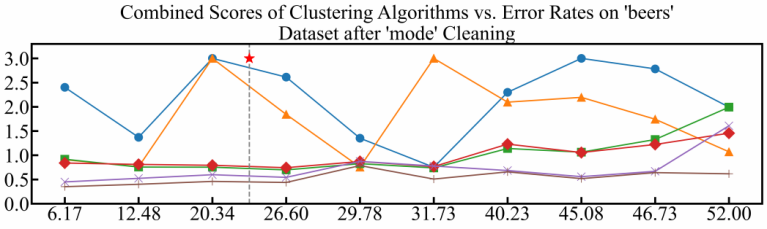 Combined Scores of Clustering Algorithms vs. Error Rates on 'beers'
Dataset after 'mode' Cleaning
3.0
2.5
2.0
1.5
1.0
0.5
0.0
6.17 12.48 20.34 26.60 29.78 31.73 40.23 45.08 46.73 52.00